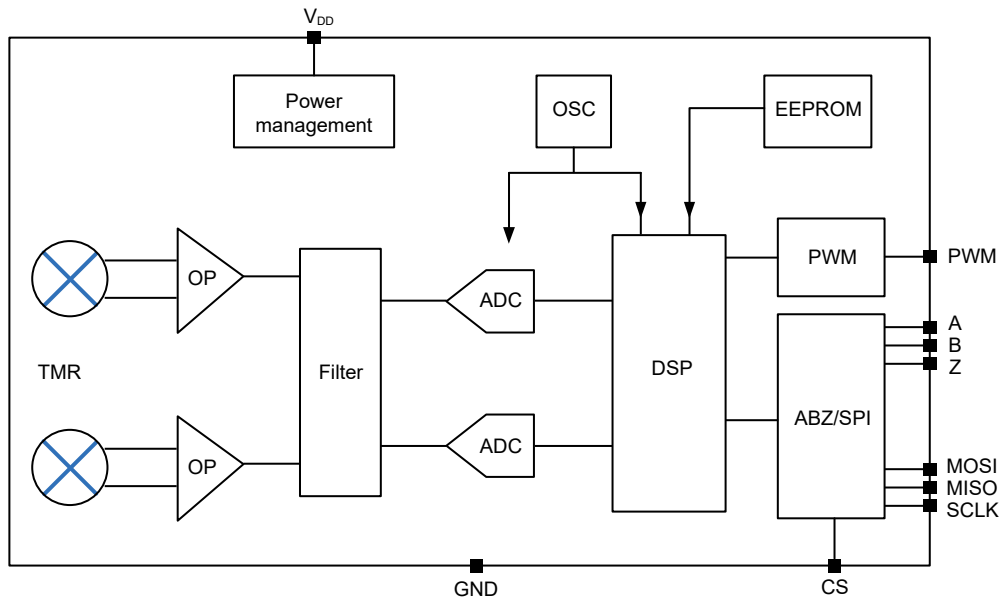 VDD
Power
management
OSC
EEPROM
OP
ADC
PWM
PWM
A
B
Z
TMR
Filter
DSP
ABZ/SPI
OP
ADC
MOSI
MISO
SCLK
GND
CS